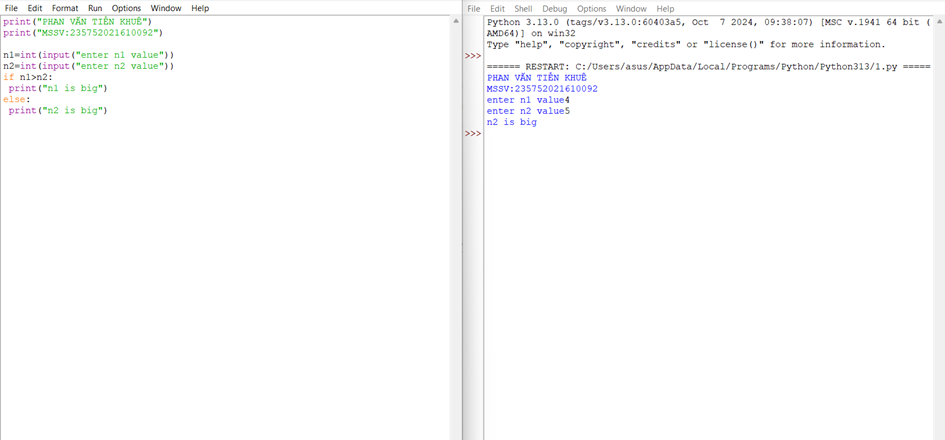 File Edit Format Run Options Window Help
print("PHAN VĂN TIẾN KHUÊ")
print("MSSV:235752021610092")
n1=int(input("enter n1 value"))
n2=int(input("enter n2 value"))
if n1>n2:
 print("n1 is big")
else:
 print("n2 is big")
File Edit Shell Debug Options Window Help
Python 3.13.0 (tags/v3.13.0:60403a5, Oct  7 2024, 09:38:07) [MSC v.1941 64 bit (
AMD64)] on win32
Type "help", "copyright", "credits" or "license()" for more information.
>>>
====== RESTART: C:/Users/asus/AppData/Local/Programs/Python/Python313/1.py =====
PHAN VĂN TIẾN KHUÊ
MSSV:235752021610092
enter n1 value4
enter n2 value5
n2 is big
>>>